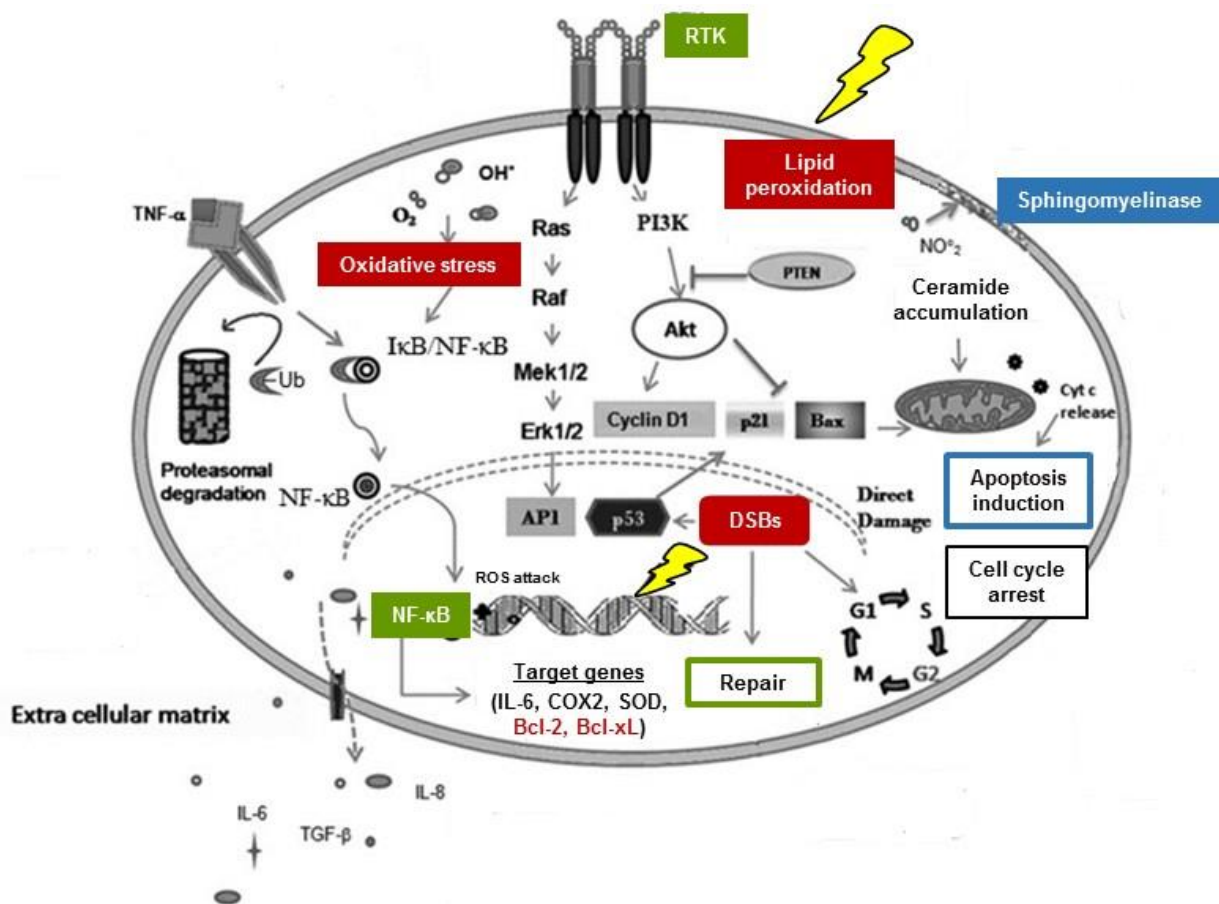 RTK
Lipid
peroxidation
Sphingomyelinase
TNF-α
OH•
O₂
Oxidative stress
Ras
PI3K
NO°₂
PTEN
Ceramide
accumulation
Raf
Akt
IκB/NF-κB
Ub
Mek1/2
Cyt c
release
Cyclin D1
p21
Bax
Erk1/2
Proteasomal
degradation
NF-κB
Apoptosis
induction
Direct
Damage
AP1
p53
DSBs
Cell cycle
arrest
ROS attack
NF-κB
G1
S
M
G2
Target genes
(IL-6, COX2, SOD,
Bcl-2, Bcl-xL)
Repair
Extra cellular matrix
IL-8
IL-6
TGF-β